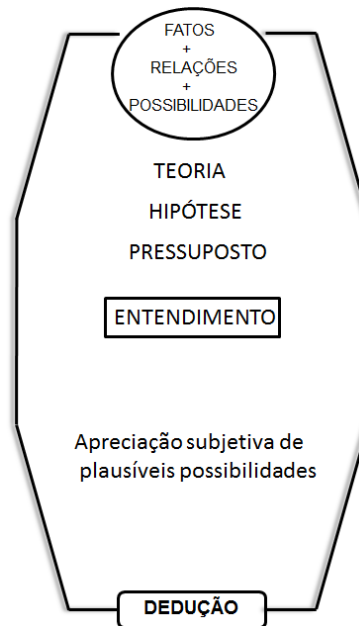 FATOS
+
RELAÇÕES
+
POSSIBILIDADES
TEORIA
HIPÓTESE
PRESSUPOSTO
ENTENDIMENTO
Apreciação subjetiva de
plausíveis possibilidades
DEDUÇÃO